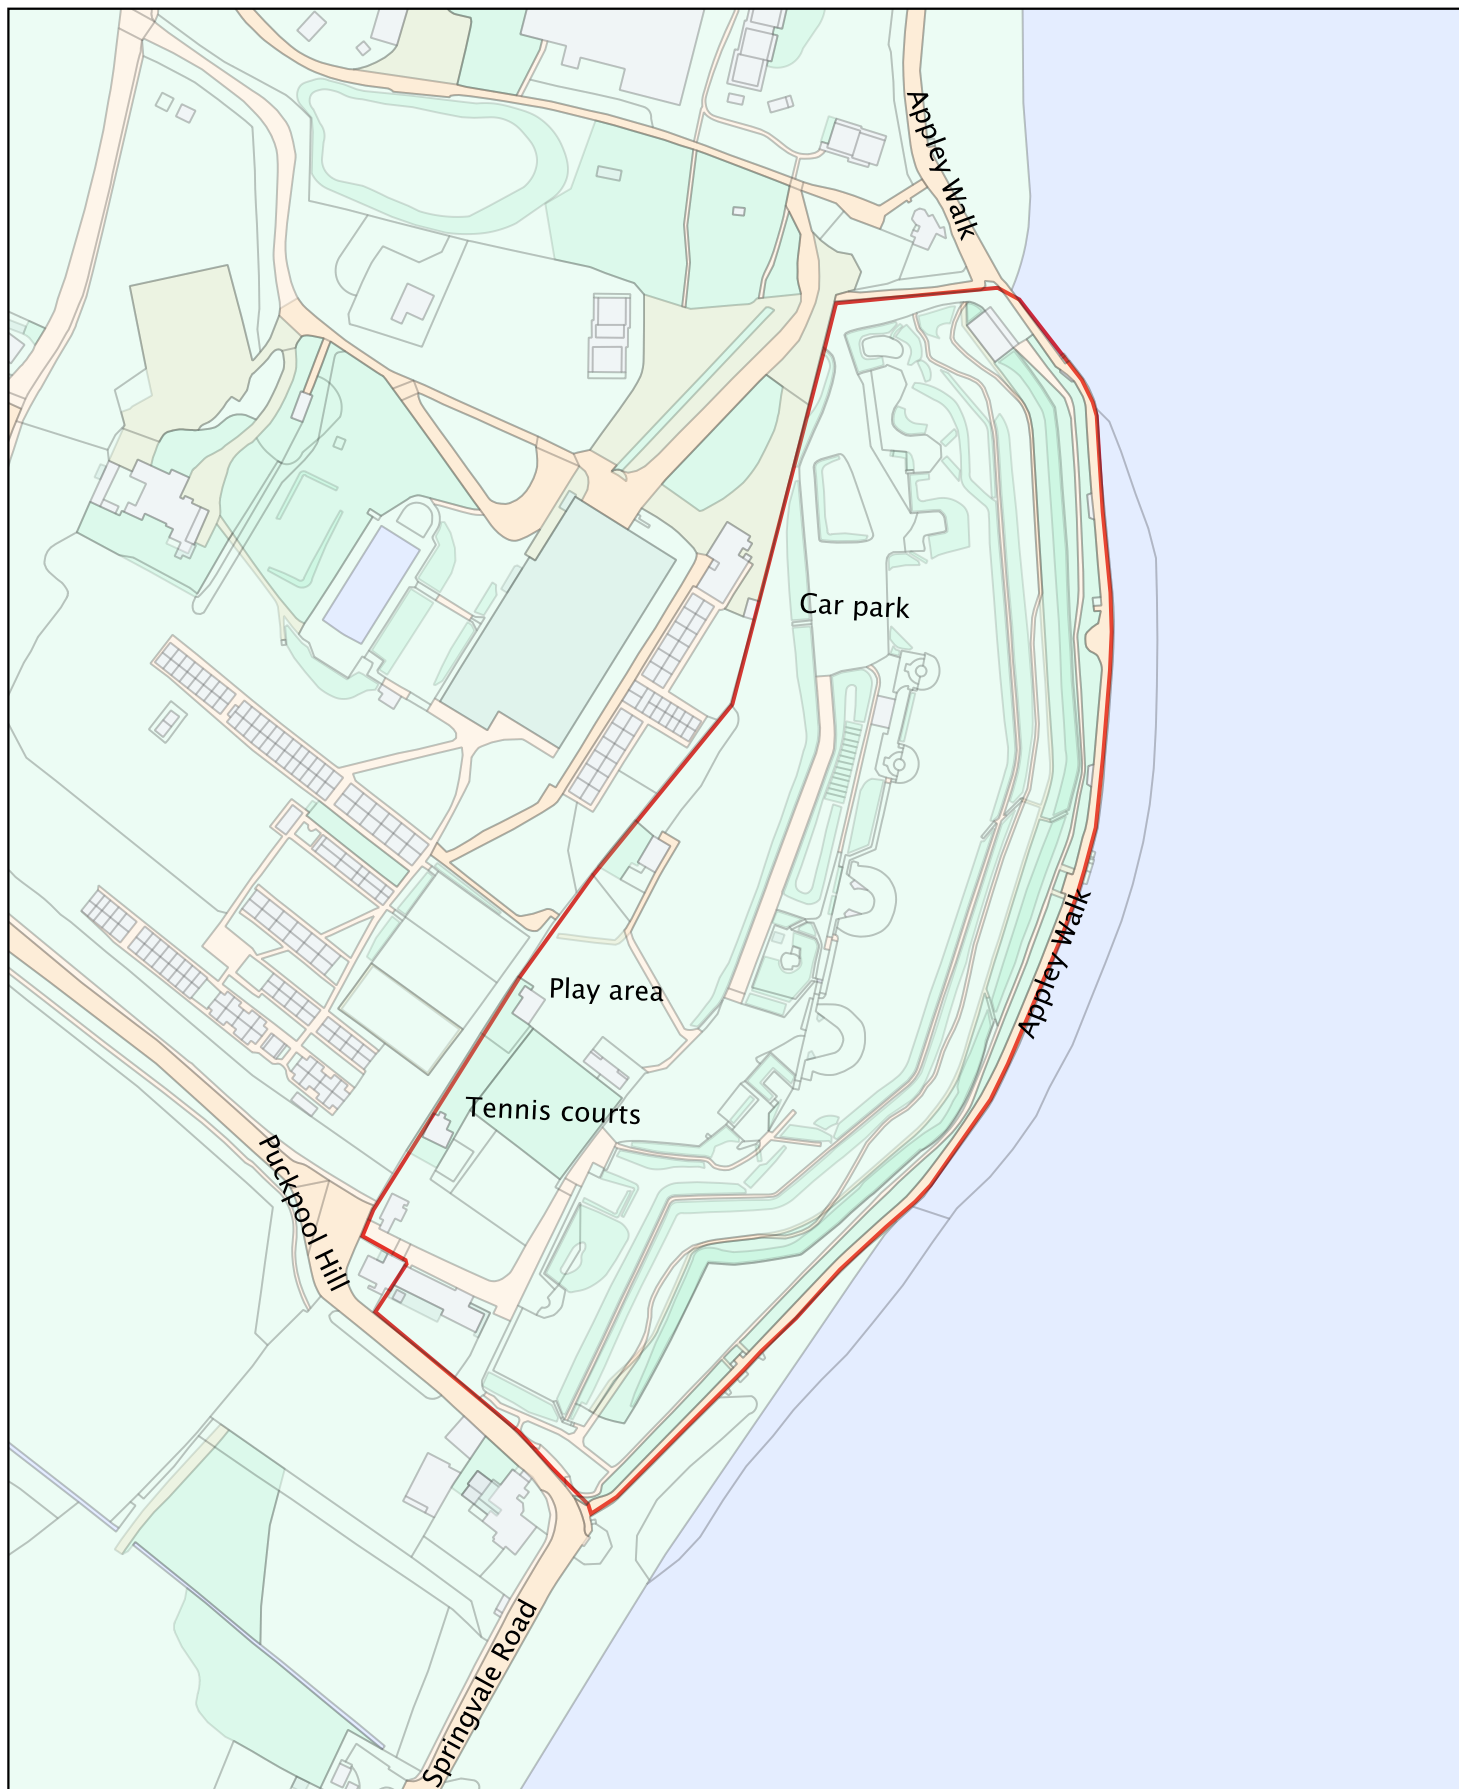 Appley Walk
Car park
Appley Walk
Play area
Tennis courts
Puckpool Hill
Springvale Road